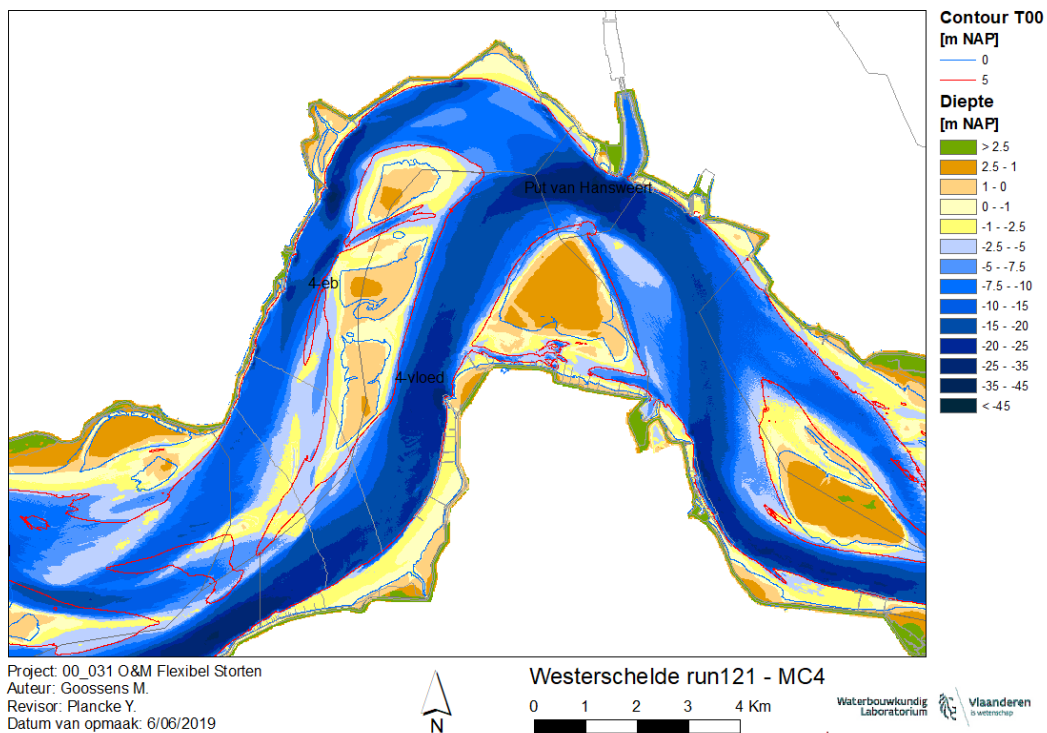 Contour T00
[m NAP]
0
5
Diepte
[m NAP]
> 2.5
2.5 - 1
1 - 0
0 - -1
-1 - -2.5
-2.5 - -5
-5 - -7.5
-7.5 - -10
-10 - -15
-15 - -20
-20 - -25
-25 - -35
-35 - -45
< -45
Put van Hansweert
4-eb
4-vloed
Project: 00_031 O&M Flexibel Storten
Auteur: Goossens M.
Revisor: Plancke Y.
Datum van opmaak: 6/06/2019
N
Westerschelde run121 - MC4
0 1 2 3 4 Km
Waterbouwkundig
Laboratorium
Vlaanderen
is wetenschap